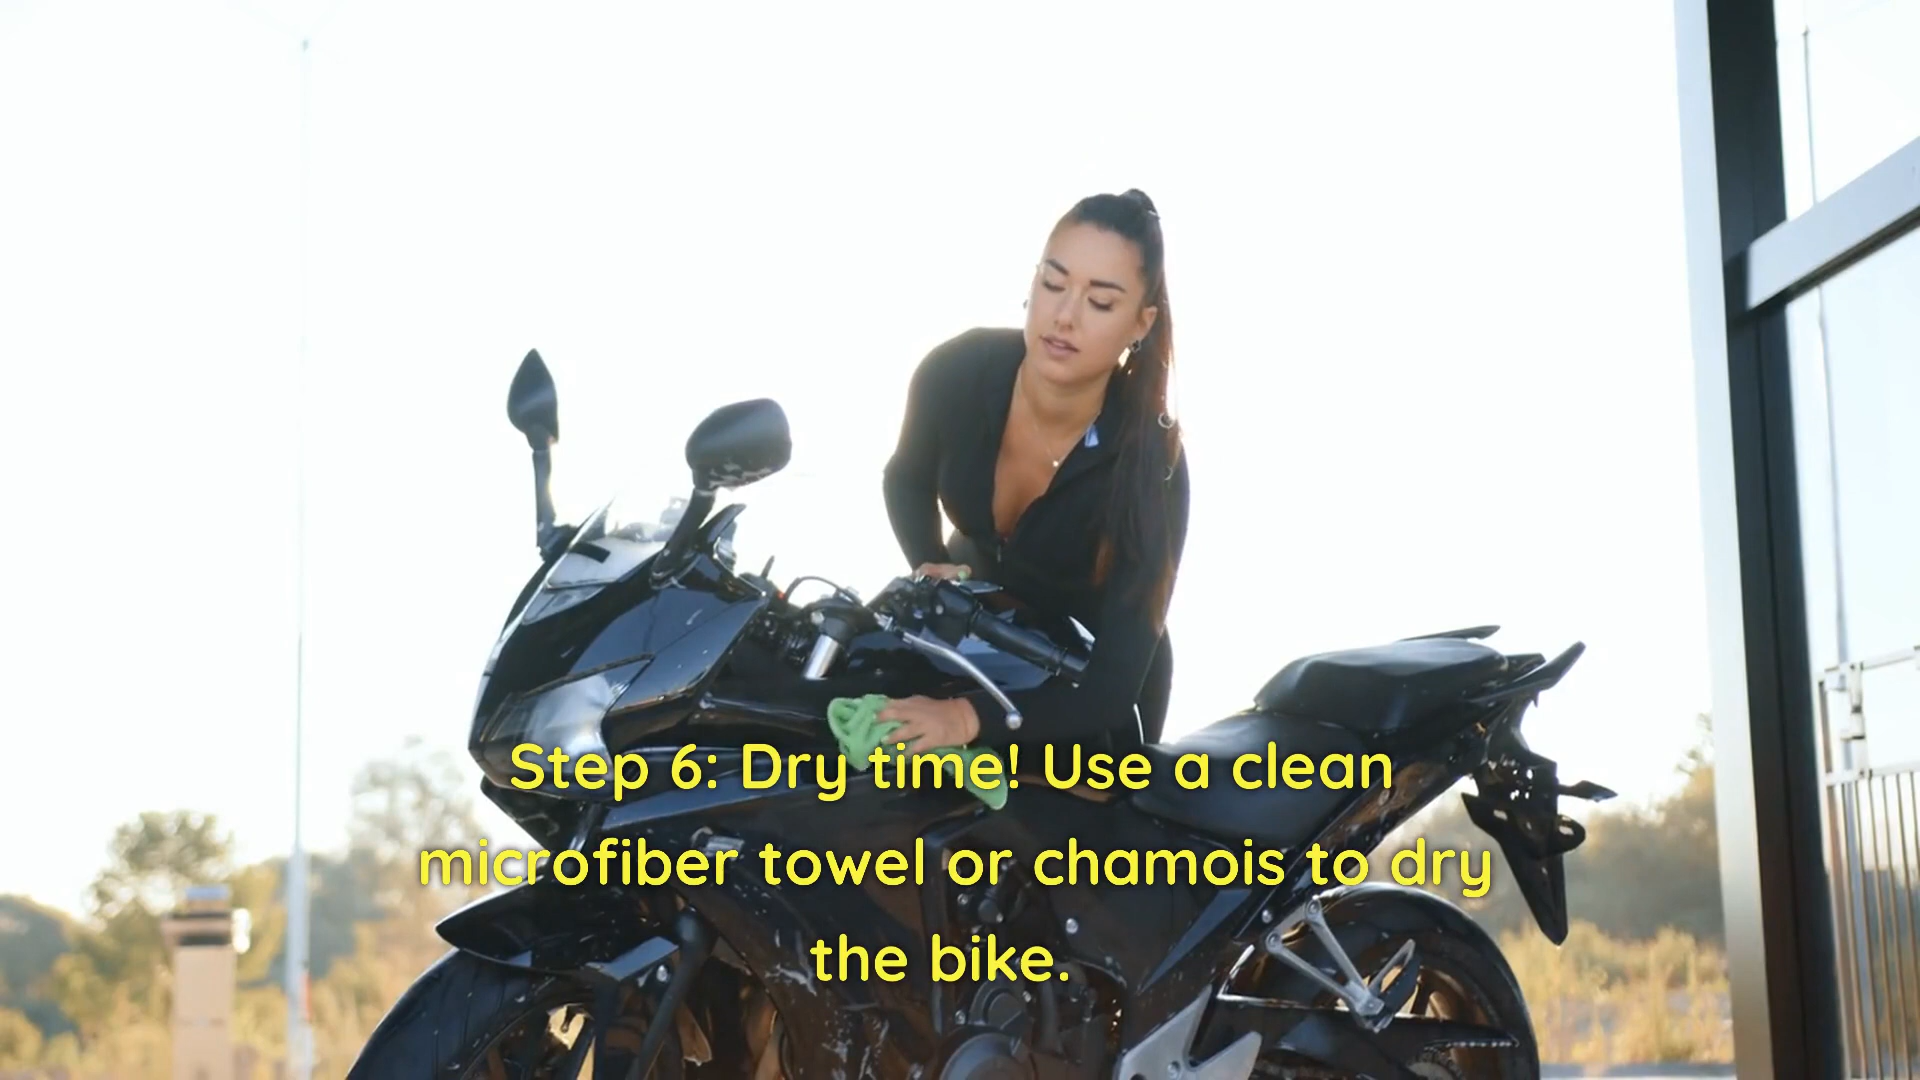 Step 6: Dry time! Use a clean
microfiber towel or chamois to dry
the bike.